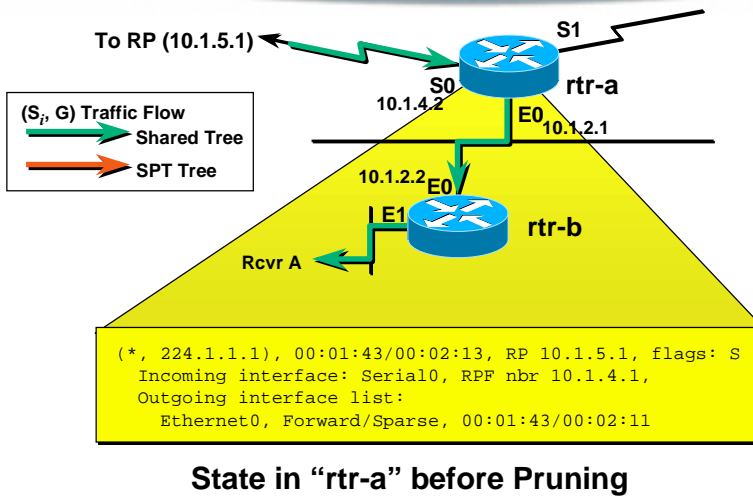 To RP (10.1.5.1)
S1
S0
rtr-a
10.1.4.2
E0
10.1.2.1
(Si, G) Traffic Flow
Shared Tree
SPT Tree
10.1.2.2
E0
E1
rtr-b
Rcvr A
(*, 224.1.1.1), 00:01:43/00:02:13, RP 10.1.5.1, flags: S
Incoming interface: Serial0, RPF nbr 10.1.4.1,
Outgoing interface list:
Ethernet0, Forward/Sparse, 00:01:43/00:02:11
State in “rtr-a” before Pruning